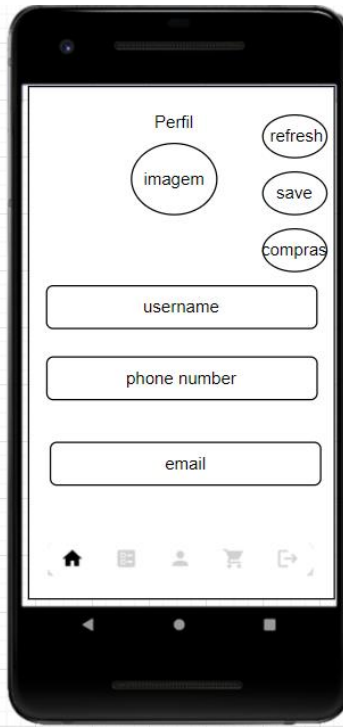 Perfil
refresh
imagem
save
compras
username
phone number
email